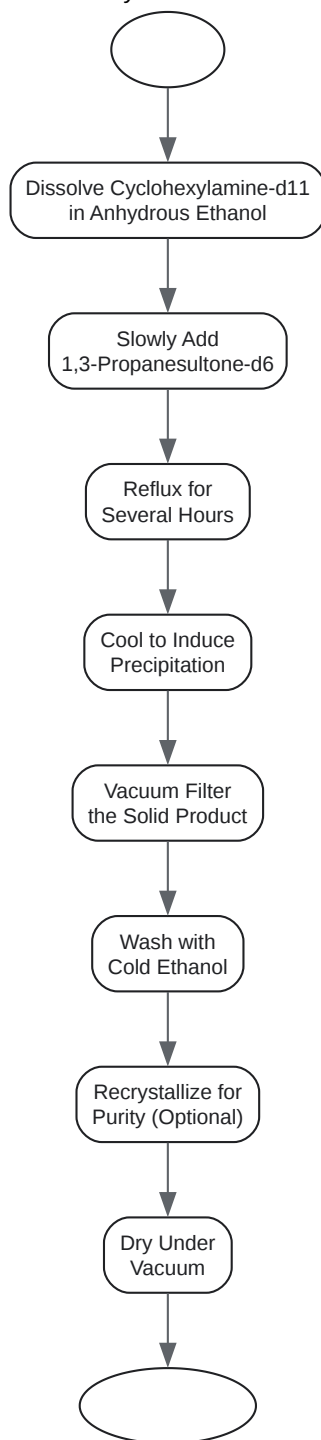 Dissolve Cyclohexylamine-d11
in Anhydrous Ethanol
Slowly Add
1,3-Propanesultone-d6
Reflux for
Several Hours
Cool to Induce
Precipitation
Vacuum Filter
the Solid Product
Wash with
Cold Ethanol
Recrystallize for
Purity (Optional)
Dry Under
Vacuum